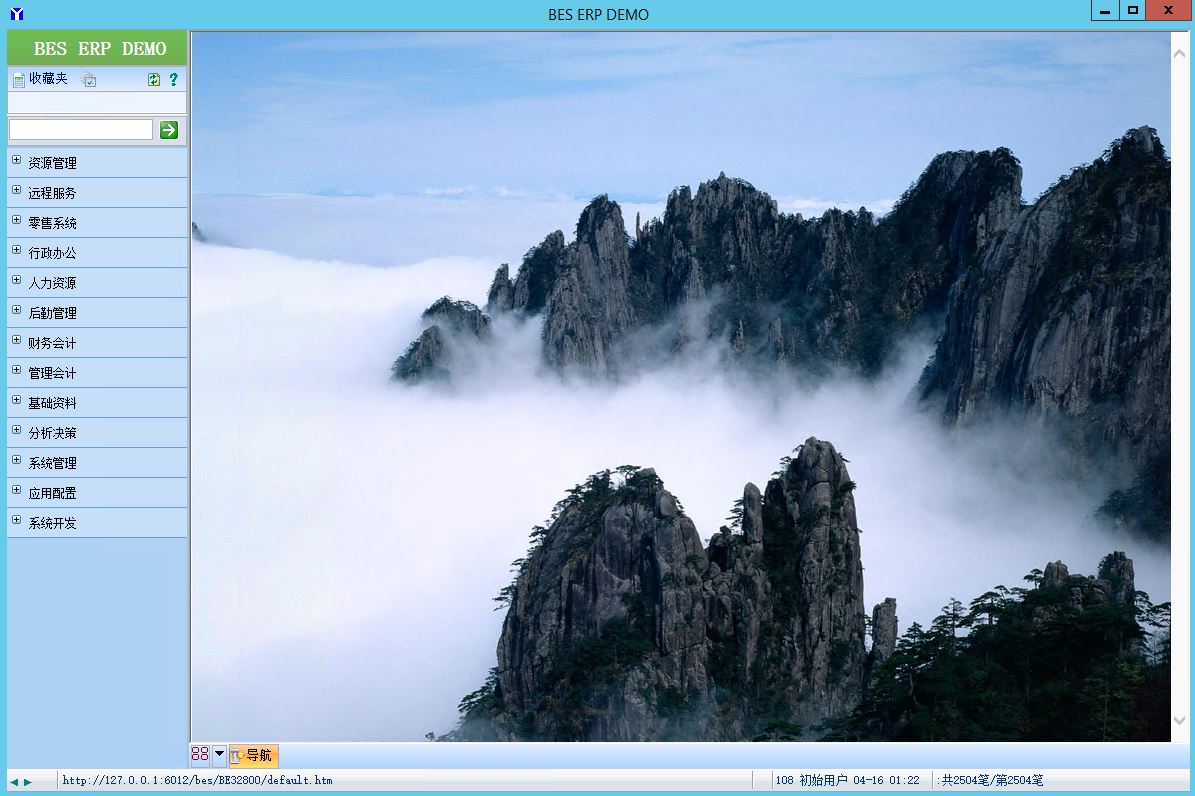 BES ERP DEMO
BES ERP DEMO
收藏夹
资源管理
远程服务
零售系统
行政办公
人力资源
后勤管理
财务会计
管理会计
基础资料
分析决策
系统管理
应用配置
系统开发
导航
http://127.0.0.1:6012/bes/BE32800/default.htm
108 初始用户 04-16 01:22
:共2504笔/第2504笔